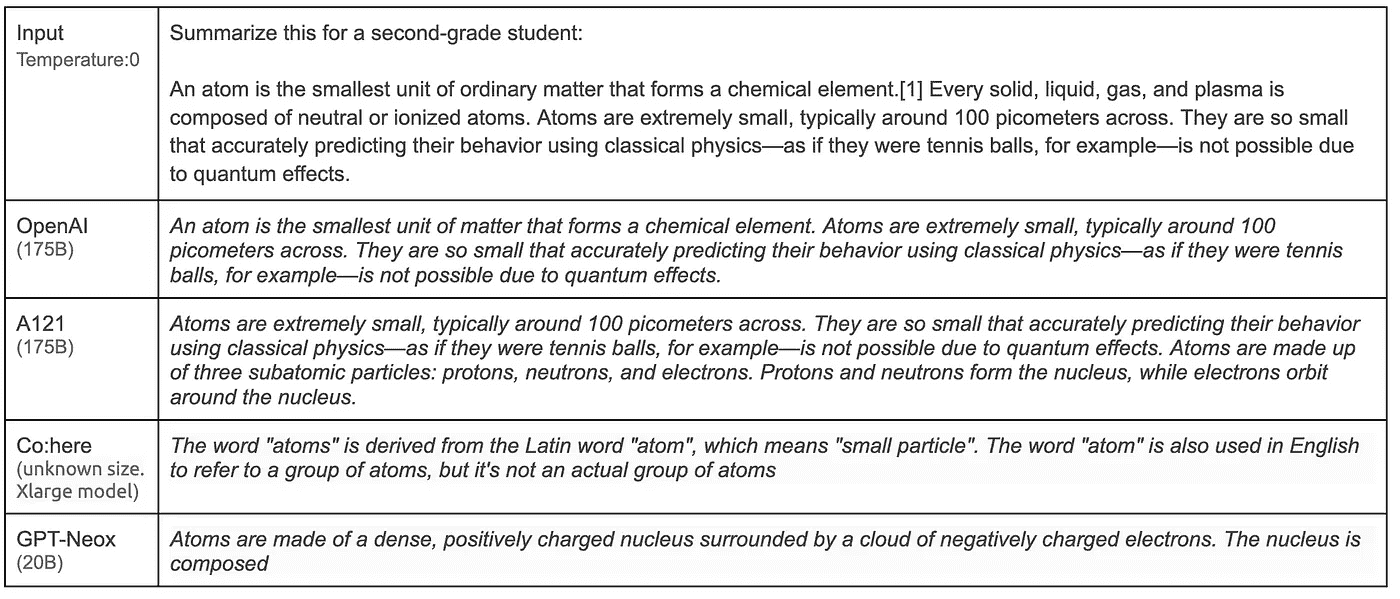 Input
Temperature:0
Summarize this for a second-grade student:
An atom is the smallest unit of ordinary matter that forms a chemical element.[1] Every solid, liquid, gas, and plasma is
composed of neutral or ionized atoms. Atoms are extremely small, typically around 100 picometers across. They are so small
that accurately predicting their behavior using classical physics—as if they were tennis balls, for example—is not possible due
to quantum effects.
OpenAI
(175B)
An atom is the smallest unit of matter that forms a chemical element. Atoms are extremely small, typically around 100
picometers across. They are so small that accurately predicting their behavior using classical physics—as if they were tennis
balls, for example—is not possible due to quantum effects.
A121
(175B)
Atoms are extremely small, typically around 100 picometers across. They are so small that accurately predicting their behavior
using classical physics—as if they were tennis balls, for example—is not possible due to quantum effects. Atoms are made up
of three subatomic particles: protons, neutrons, and electrons. Protons and neutrons form the nucleus, while electrons orbit
around the nucleus.
Co:here
(unknown size.
Xlarge model)
The word "atoms" is derived from the Latin word "atom", which means "small particle". The word "atom" is also used in English
to refer to a group of atoms, but it's not an actual group of atoms
GPT-Neox
(20B)
Atoms are made of a dense, positively charged nucleus surrounded by a cloud of negatively charged electrons. The nucleus is
composed